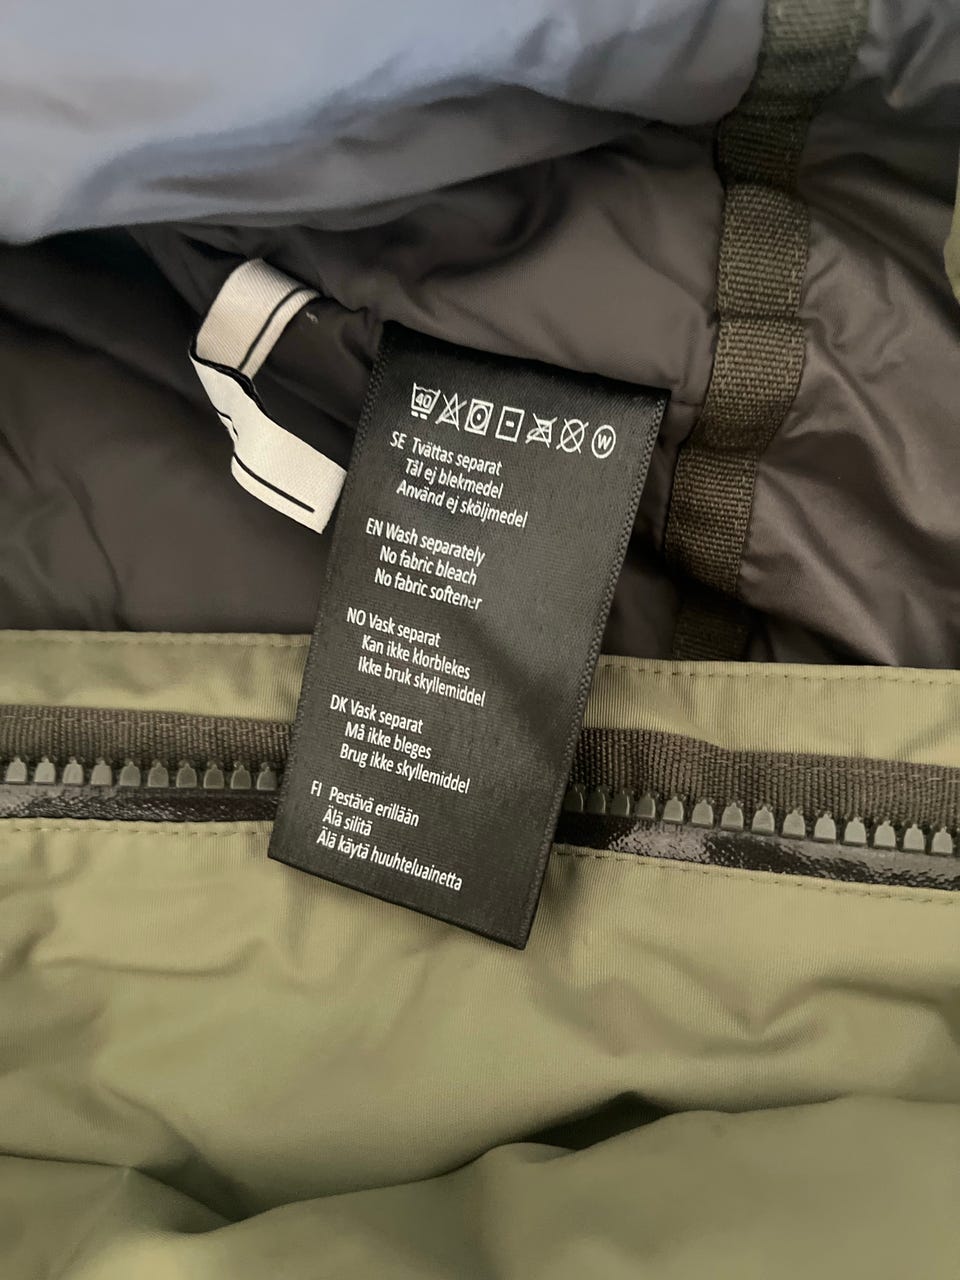 40 W
SE Tvättas separat
Tål ej blekmedel
Använd ej sköljmedel
EN Wash separately
No fabric bleach
No fabric softener
NO Vask separat
Kan ikke klorblekes
Ikke bruk skyllemiddel
DK Vask separat
Må ikke bleges
Brug ikke skyllemiddel
FI Pestävä erillään
Älä silitä
Älä käytä huuhteluainetta